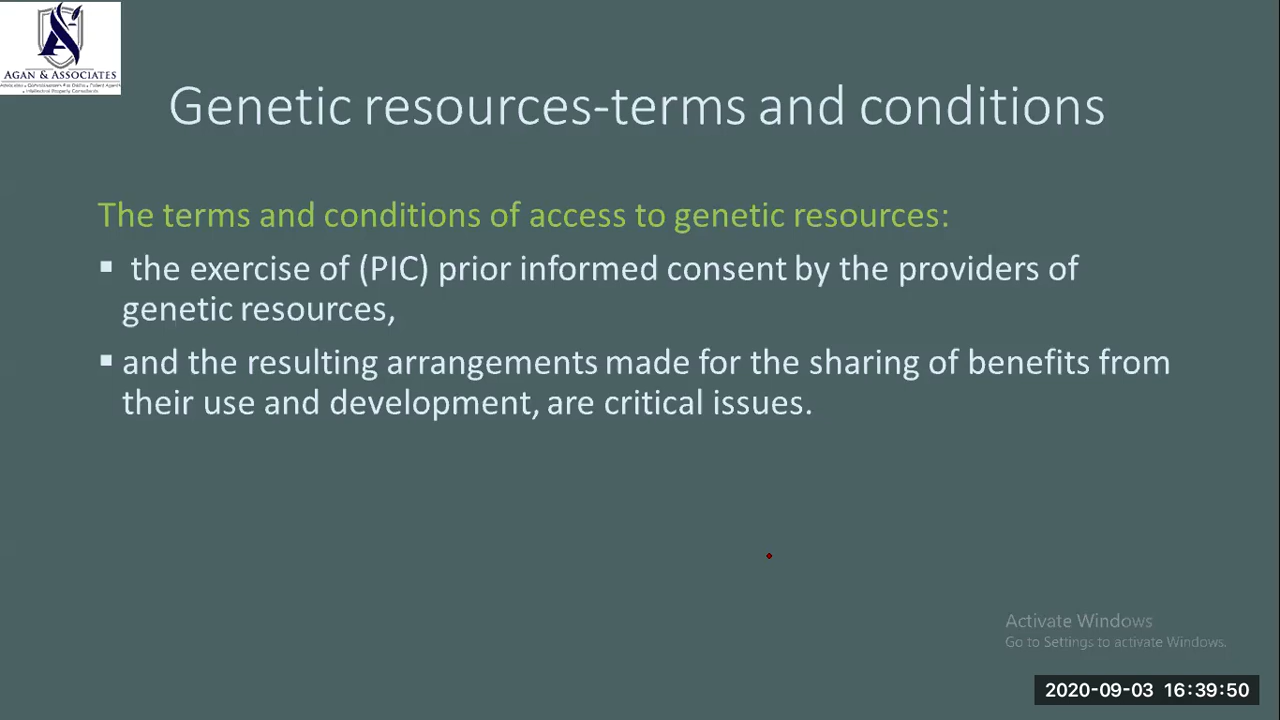 AGAN & ASSOCIATES
Genetic resources-terms and conditions
The terms and conditions of access to genetic resources:
▪ the exercise of (PIC) prior informed consent by the providers of
genetic resources,
▪ and the resulting arrangements made for the sharing of benefits from
their use and development, are critical issues.
Activate Windows
Go to Settings to activate Windows.
2020-09-03 16:39:50